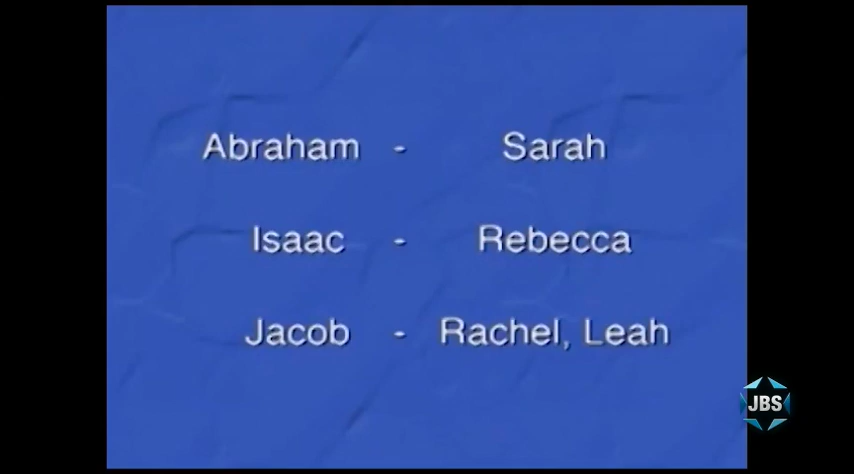 Abraham - Sarah
Isaac - Rebecca
Jacob - Rachel, Leah
JBS